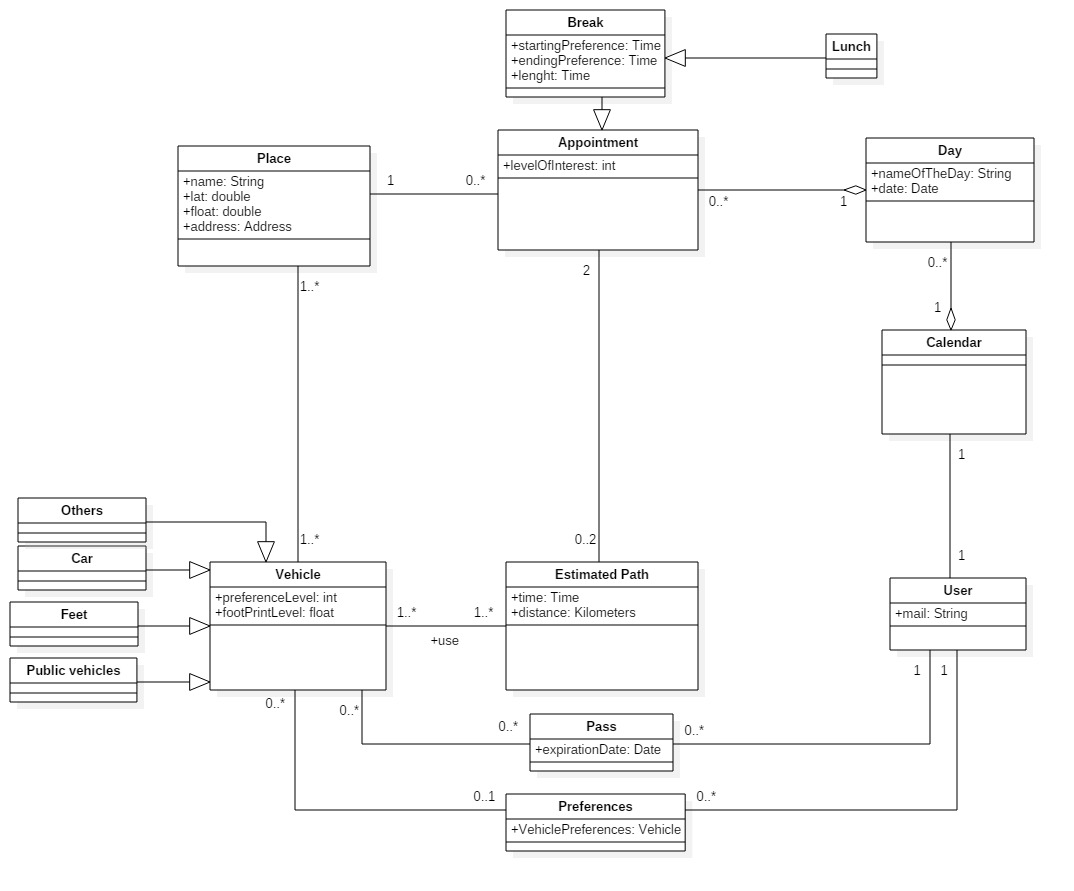 Break
+startingPreference: Time
+endingPreference: Time
+lenght: Time
Lunch
Appointment
+levelOfInterest: int
Place
+name: String
+lat: double
+float: double
+address: Address
1
0..*
Day
+nameOfTheDay: String
+date: Date
0..*
1
2
1..*
0..*
1
Calendar
1
Others
Car
Feet
Public vehicles
1..*
0..2
1
Vehicle
+preferenceLevel: int
+footPrintLevel: float
1..*
1..*
+use
Estimated Path
+time: Time
+distance: Kilometers
User
+mail: String
0..*
0..*
1
1
0..*
Pass
+expirationDate: Date
0..*
0..1
Preferences
+VehiclePreferences: Vehicle
0..*